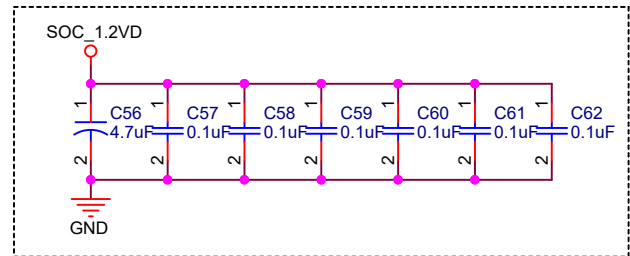 SOC_1.2VD
1 1 1 1 1 1 1
C56 C57 C58 C59 C60 C61 C62
4.7uF 0.1uF 0.1uF 0.1uF 0.1uF 0.1uF 0.1uF
2 2 2 2 2 2 2
GND